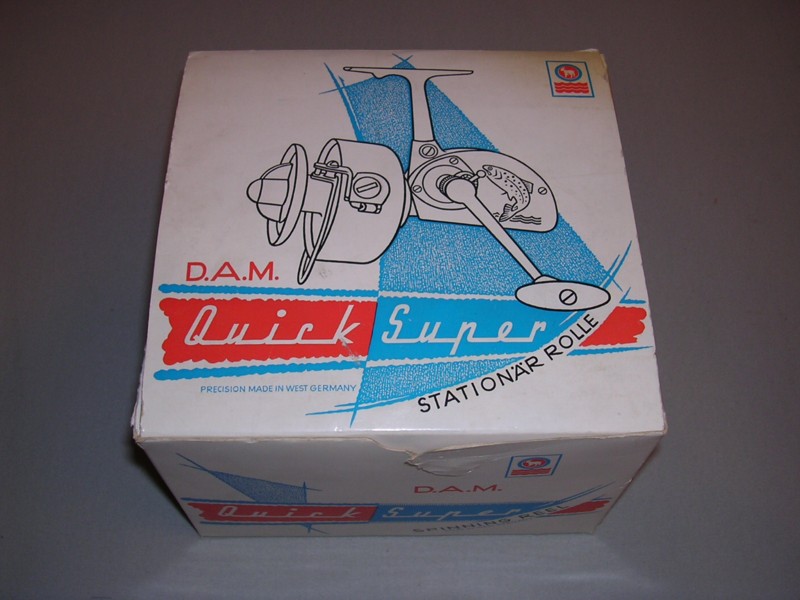 D.A.M.
Quick Super
STATIONÄR ROLLE
PRECISION MADE IN WEST GERMANY
D.A.M.
Quick Super
SPINNING REEL